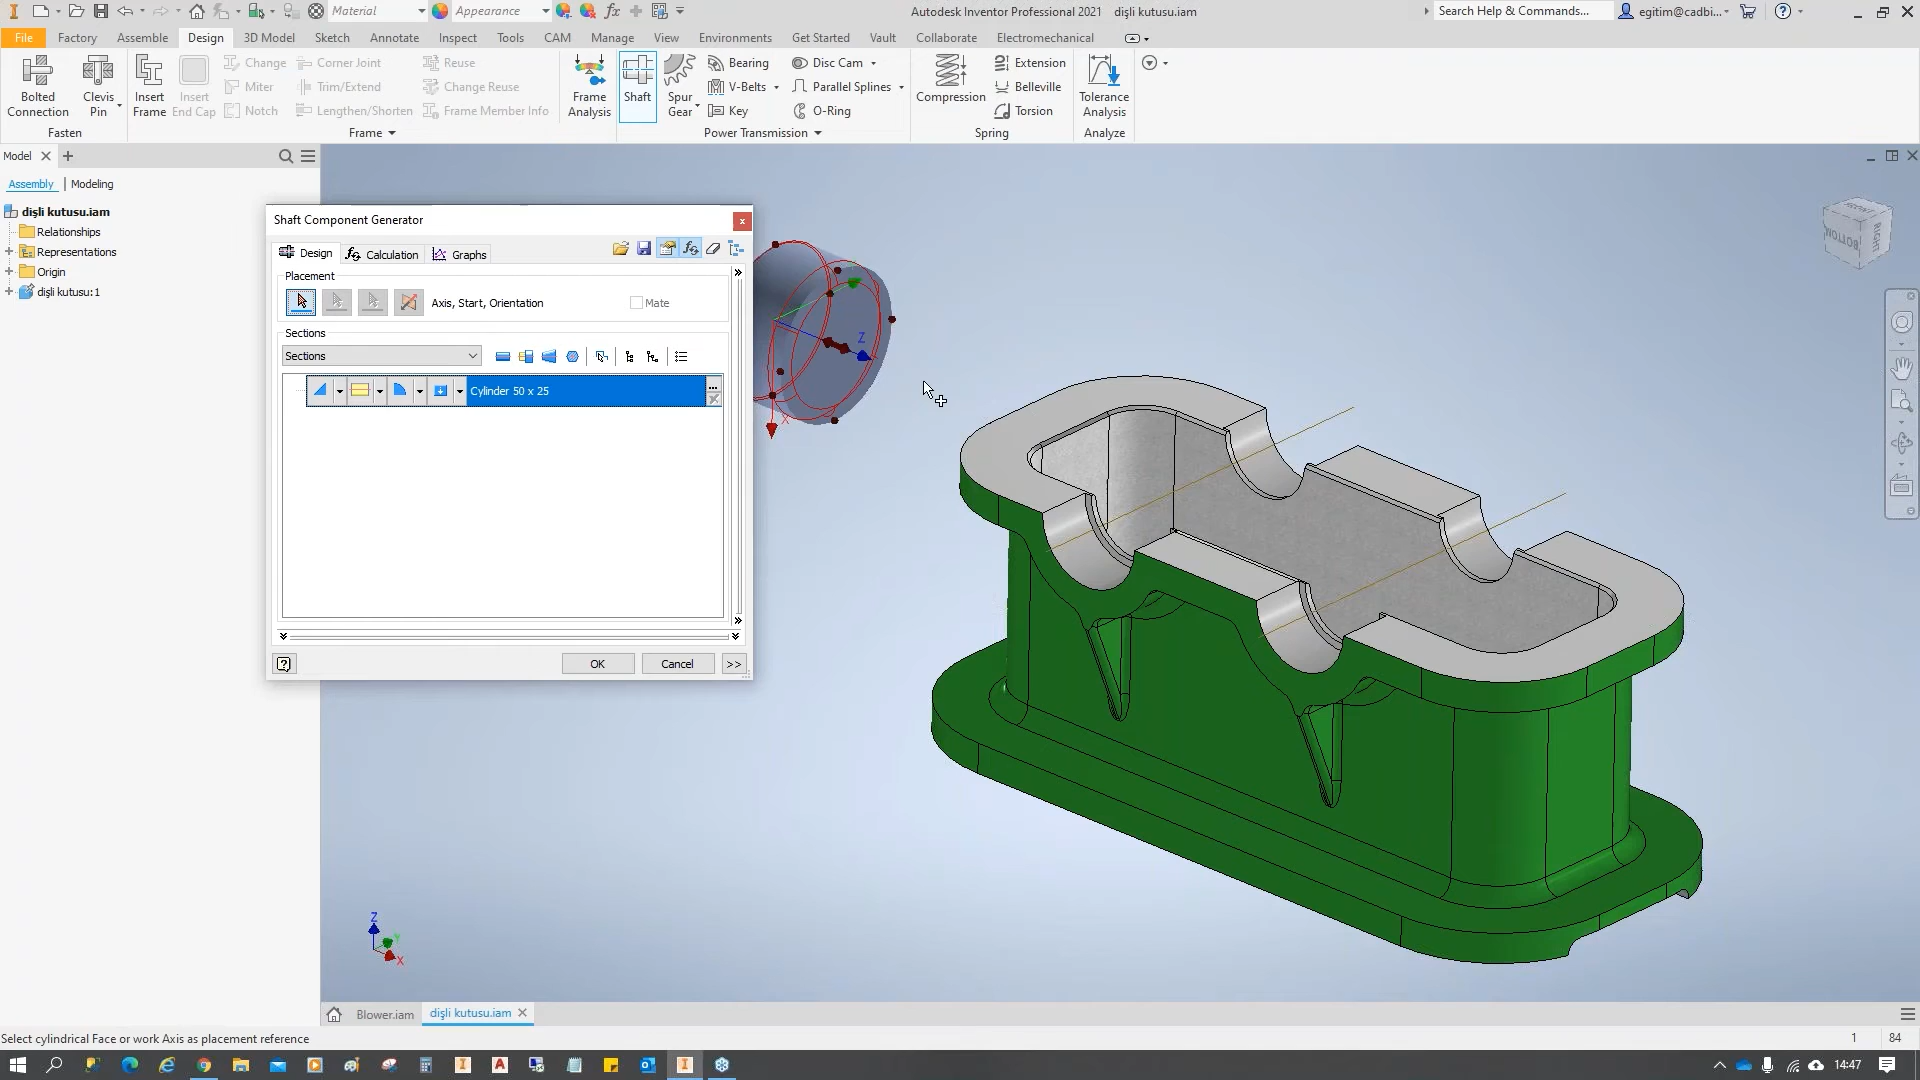 Material
Appearance
Autodesk Inventor Professional 2021 dişli kutusu.iam
Search Help & Commands...
egitim@cadbi...
File Factory Assemble Design 3D Model Sketch Annotate Inspect Tools CAM Manage View Environments Get Started Vault Collaborate Electromechanical
Bolted Connection
Clevis Pin
Fasten
Insert Frame
Insert End Cap
Change
Miter
Notch
Corner Joint
Trim/Extend
Lengthen/Shorten
Reuse
Change Reuse
Frame Member Info
Frame
Frame Analysis
Shaft
Spur Gear
Bearing
V-Belts
Key
Disc Cam
Parallel Splines
O-Ring
Power Transmission
Compression
Extension
Belleville
Torsion
Spring
Tolerance Analysis
Analyze
Model
Assembly
Modeling
dişli kutusu.iam
Relationships
Representations
Origin
dişli kutusu:1
Shaft Component Generator
Design
Calculation
Graphs
Placement
Axis, Start, Orientation
Mate
Sections
Sections
Cylinder 50 x 25
OK
Cancel
>>
Z
X
FRONT
BOTTOM
RIGHT
Z
Y
X
Blower.iam
dişli kutusu.iam
Select cylindrical Face or work Axis as placement reference
1 84
14:47